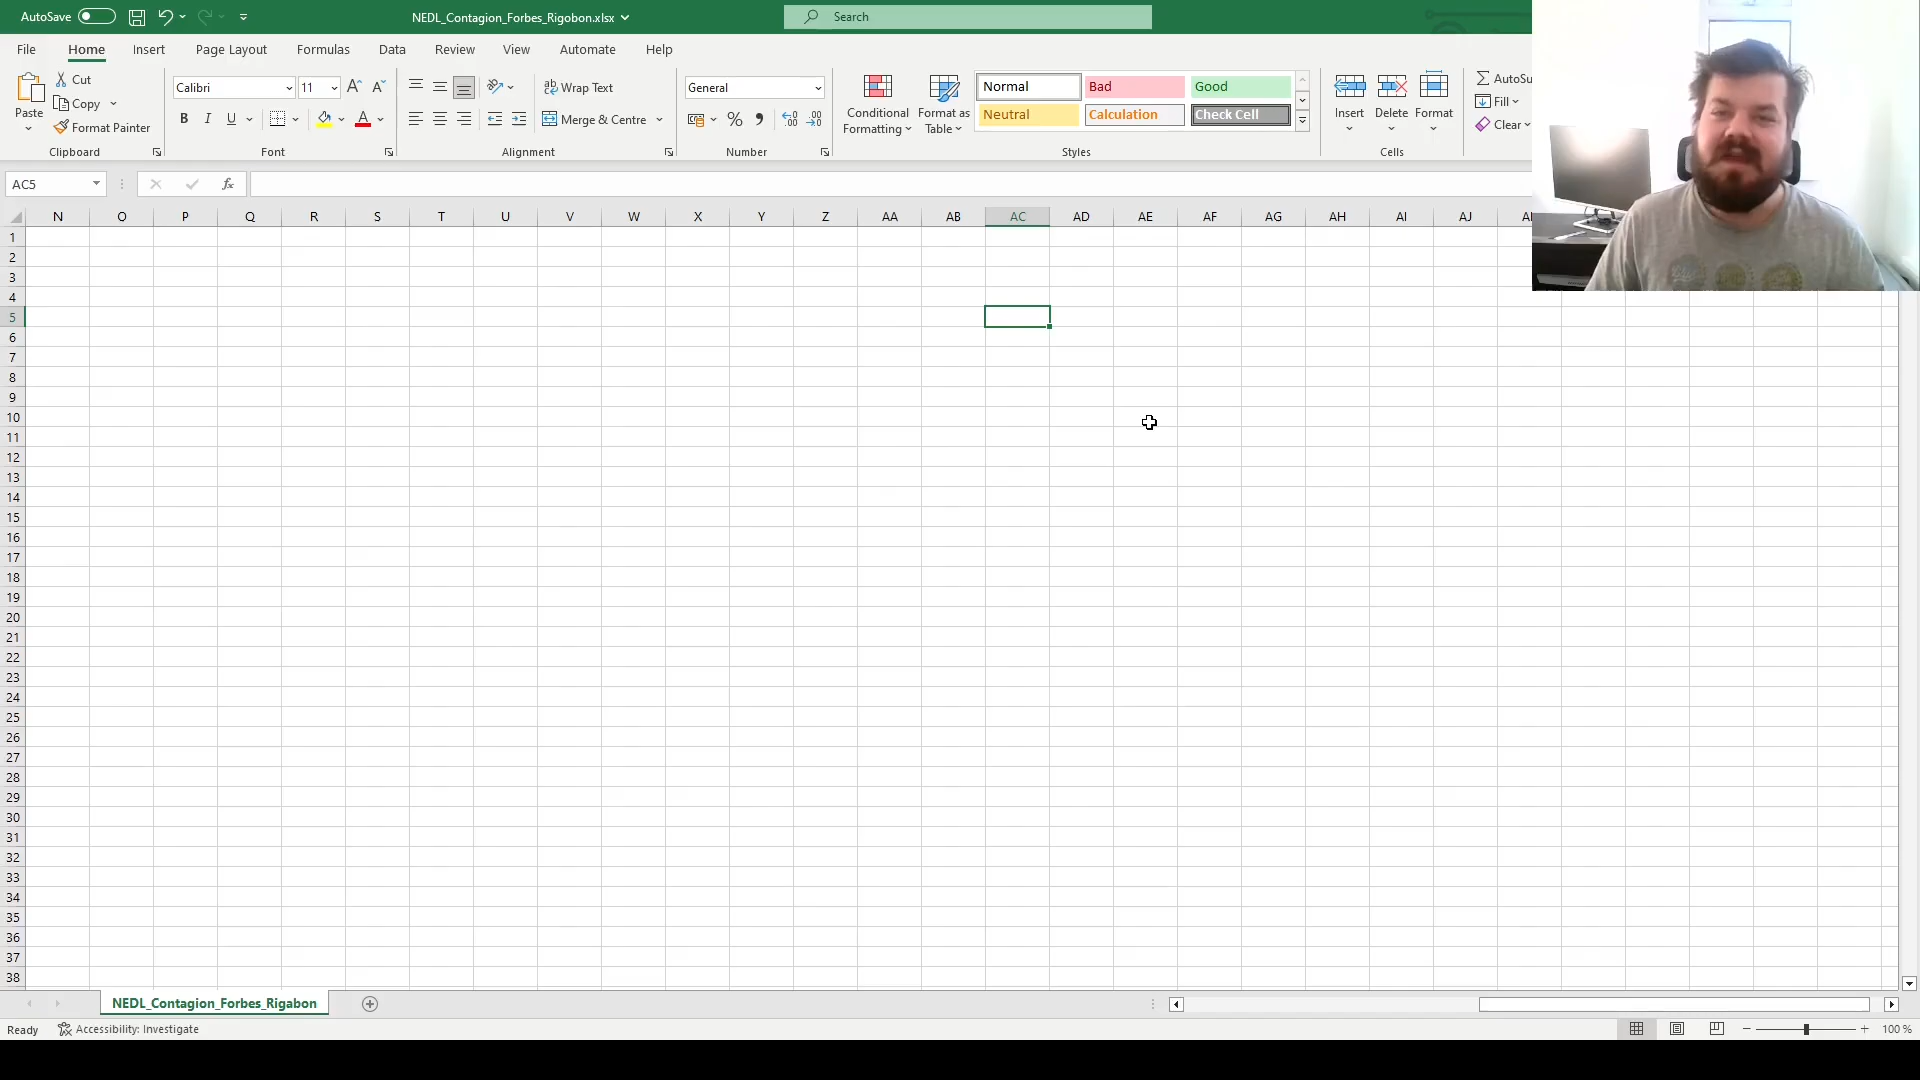 AutoSave
NEDL_Contagion_Forbes_Rigobon.xlsx
Search
File Home Insert Page Layout Formulas Data Review View Automate Help
Paste
Cut
Copy
Format Painter
Clipboard
Calibri 11
B I U A
Font
Wrap Text
Merge & Centre
Alignment
General
%
Number
Conditional Formatting
Format as Table
Normal Bad Good
Neutral Calculation Check Cell
Styles
Insert Delete Format
Cells
AutoSu
Fill
Clear
AC5
fx
N O P Q R S T U V W X Y Z AA AB AC AD AE AF AG AH AI AJ
1
2
3
4
5
6
7
8
9
10
11
12
13
14
15
16
17
18
19
20
21
22
23
24
25
26
27
28
29
30
31
32
33
34
35
36
37
38
NEDL_Contagion_Forbes_Rigabon
Ready Accessibility: Investigate 100 %